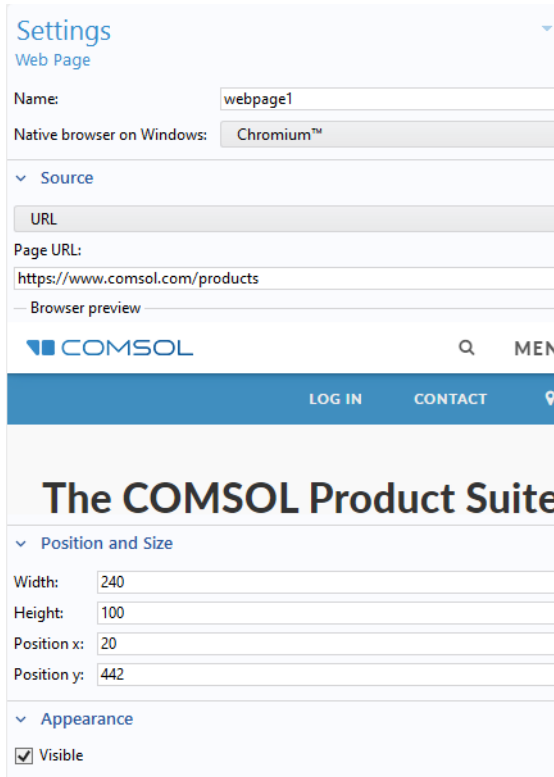 Settings
Web Page
Name: webpage1
Native browser on Windows: Chromium™
Source
URL
Page URL:
https://www.comsol.com/products
Browser preview
COMSOL MEN
LOG IN CONTACT
The COMSOL Product Suite
Position and Size
Width: 240
Height: 100
Position x: 20
Position y: 442
Appearance
Visible